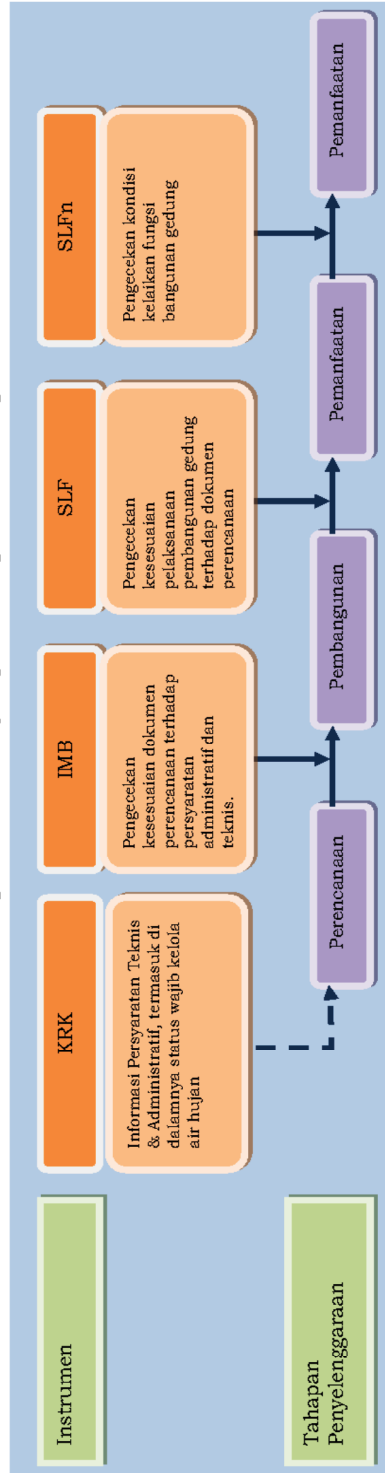 Instrumen
KRK
Informasi Persyaratan Teknis
& Administratif, termasuk di
dalamnya status wajib kelola
air hujan
IMB
Pengecekan
kesesuaian dokumen
perencanaan terhadap
persyaratan
administratif dan
teknis.
SLF
Pengecekan
kesesuaian
pelaksanaan
pembangunan gedung
terhadap dokumen
perencanaan
SLFn
Pengecekan kondisi
kelaikan fungsi
bangunan gedung
Tahapan
Penyelenggaraan
Perencanaan
Pembangunan
Pemanfaatan
Pemanfaatan